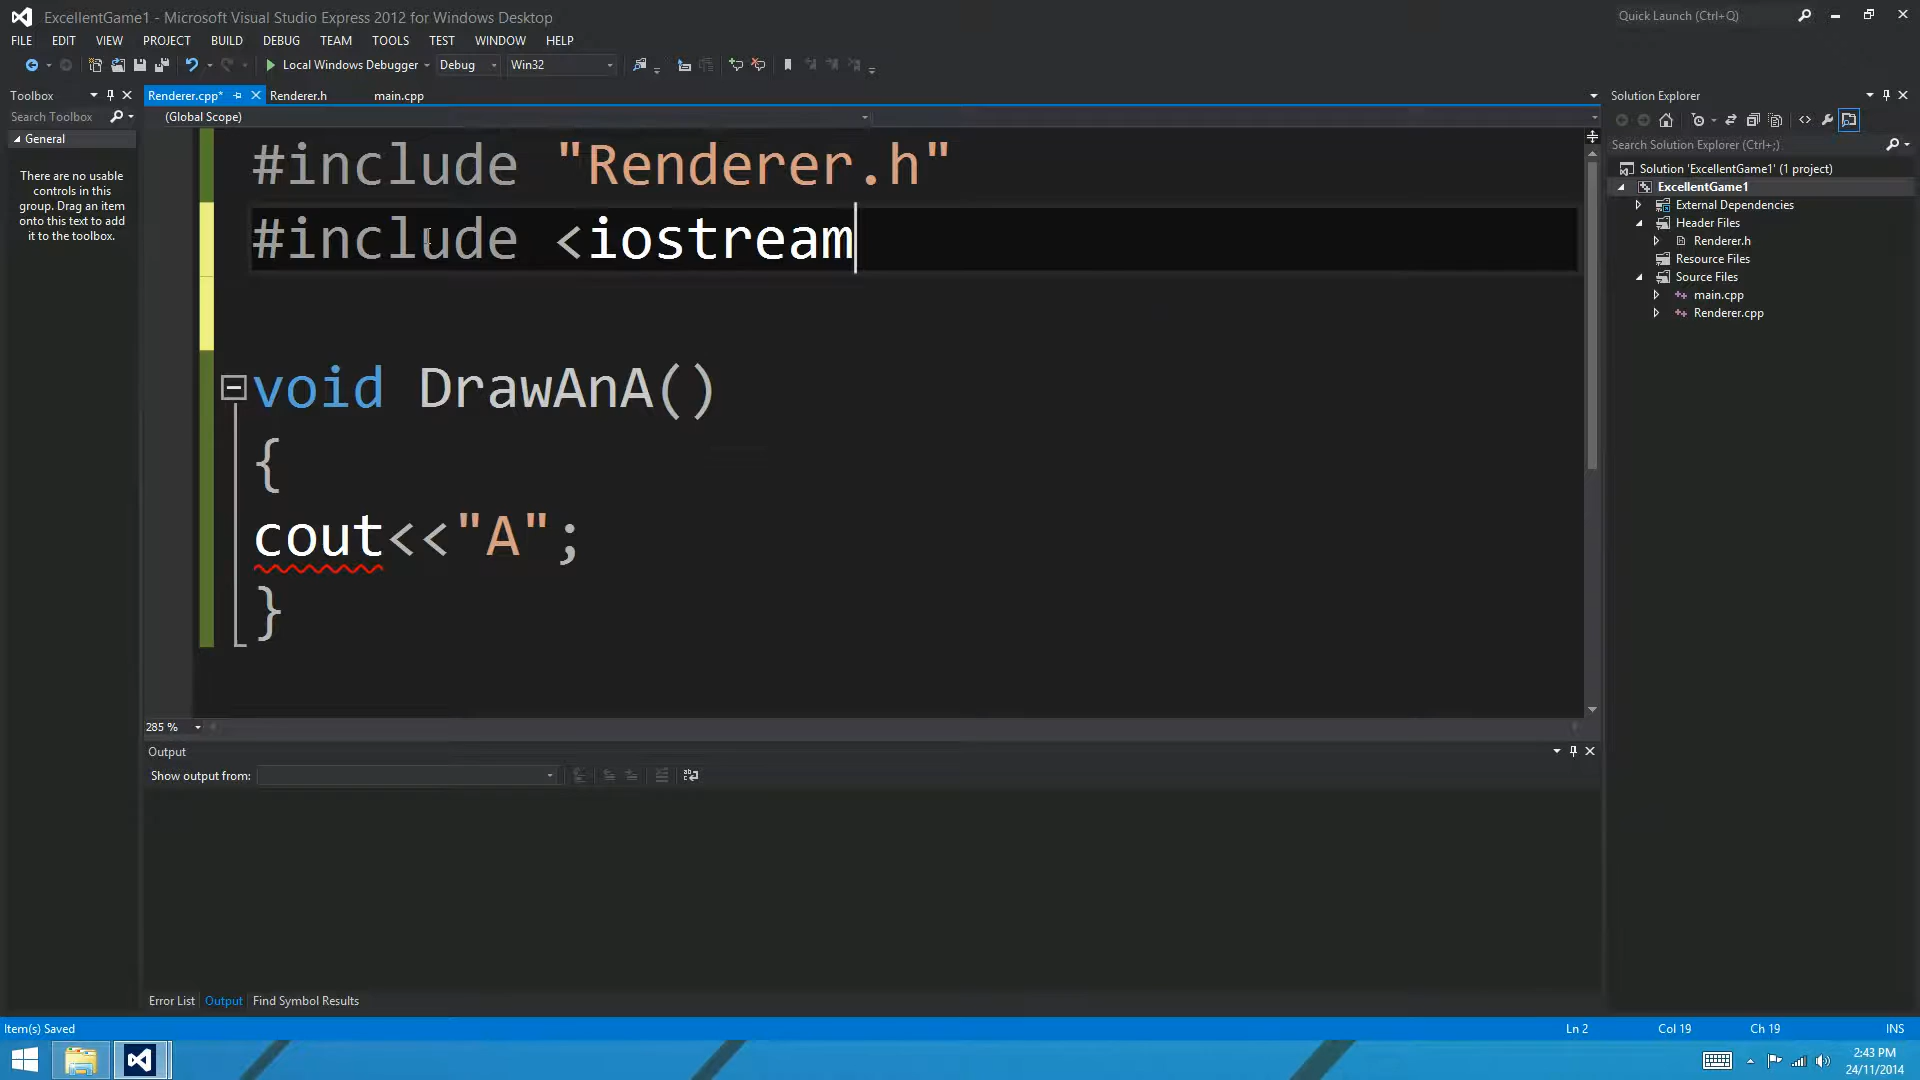 ExcellentGame1 - Microsoft Visual Studio Express 2012 for Windows Desktop
Quick Launch (Ctrl+Q)
FILE EDIT VIEW PROJECT BUILD DEBUG TEAM TOOLS TEST WINDOW HELP
Local Windows Debugger Debug Win32
Toolbox
Search Toolbox
General
There are no usable
controls in this
group. Drag an item
onto this text to add
it to the toolbox.
Renderer.cpp* Renderer.h main.cpp
(Global Scope)
#include "Renderer.h"
#include <iostream
void DrawAnA()
{
cout<<"A";
}
285 %
Output
Show output from:
Error List Output Find Symbol Results
Solution Explorer
Search Solution Explorer (Ctrl+;)
Solution 'ExcellentGame1' (1 project)
ExcellentGame1
External Dependencies
Header Files
Renderer.h
Resource Files
Source Files
main.cpp
Renderer.cpp
Item(s) Saved Ln 2 Col 19 Ch 19 INS
2:43 PM
24/11/2014